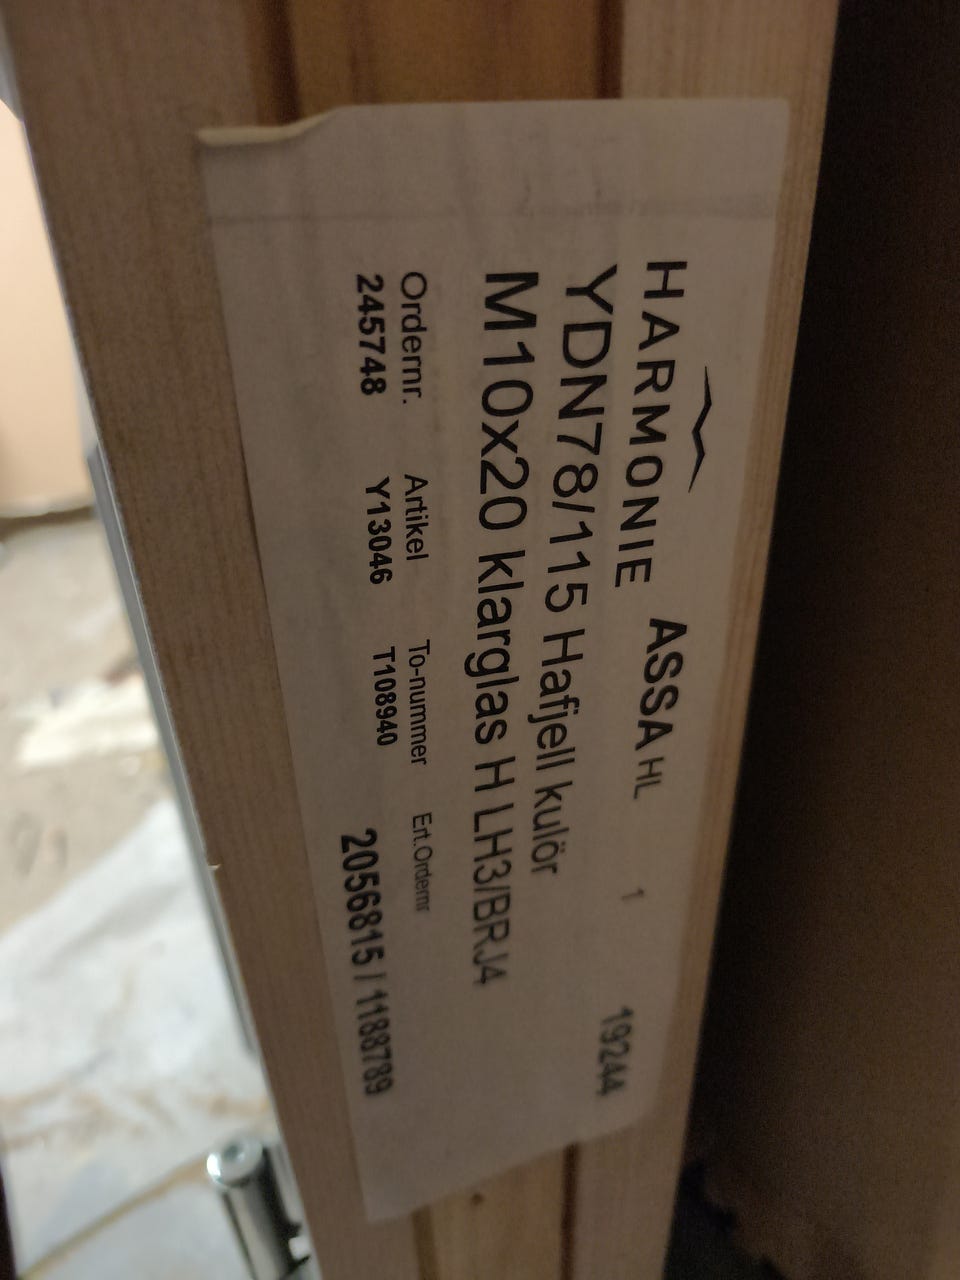 HARMONIE ASSA HL 1 19244
YDN78/115 Hafjell kulör
M10x20 klarglas H LH3/BRJ4
Ordernr. Artikel To-nummer Ert.Ordernr
245748 Y13046 T108940 2056815 / 1188789